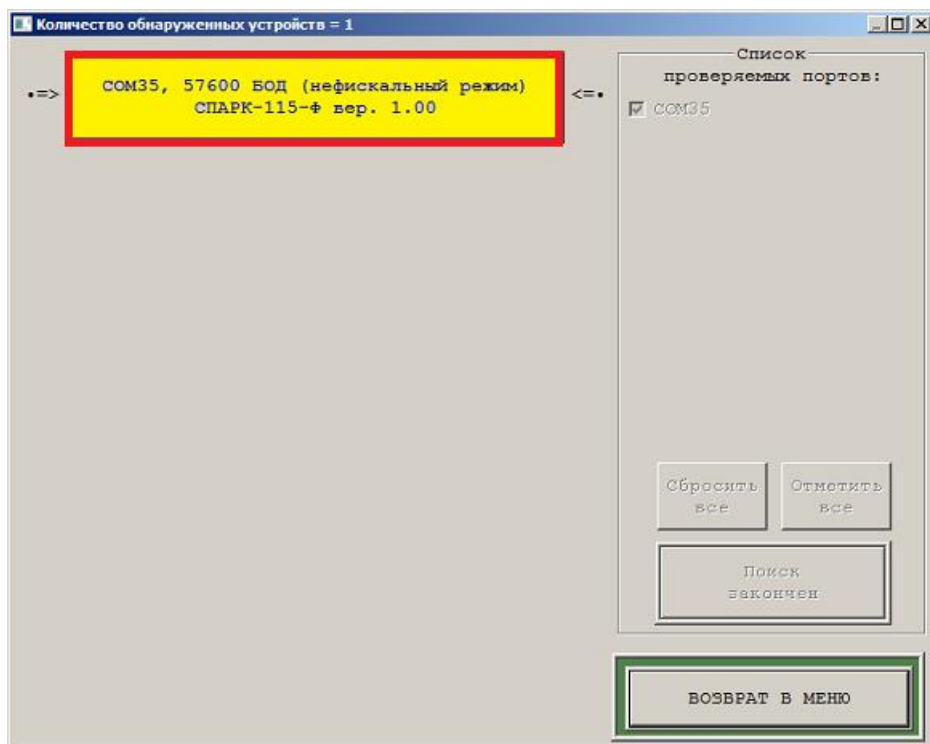 Количество обнаруженных устройств = 1
•=>
COM35, 57600 БОД (нефискальный режим)
СПАРК-115-Ф вер. 1.00
<=•
Список
проверяемых портов:
COM35
Сбросить
все
Отметить
все
Поиск
закончен
ВОЗВРАТ В МЕНЮ